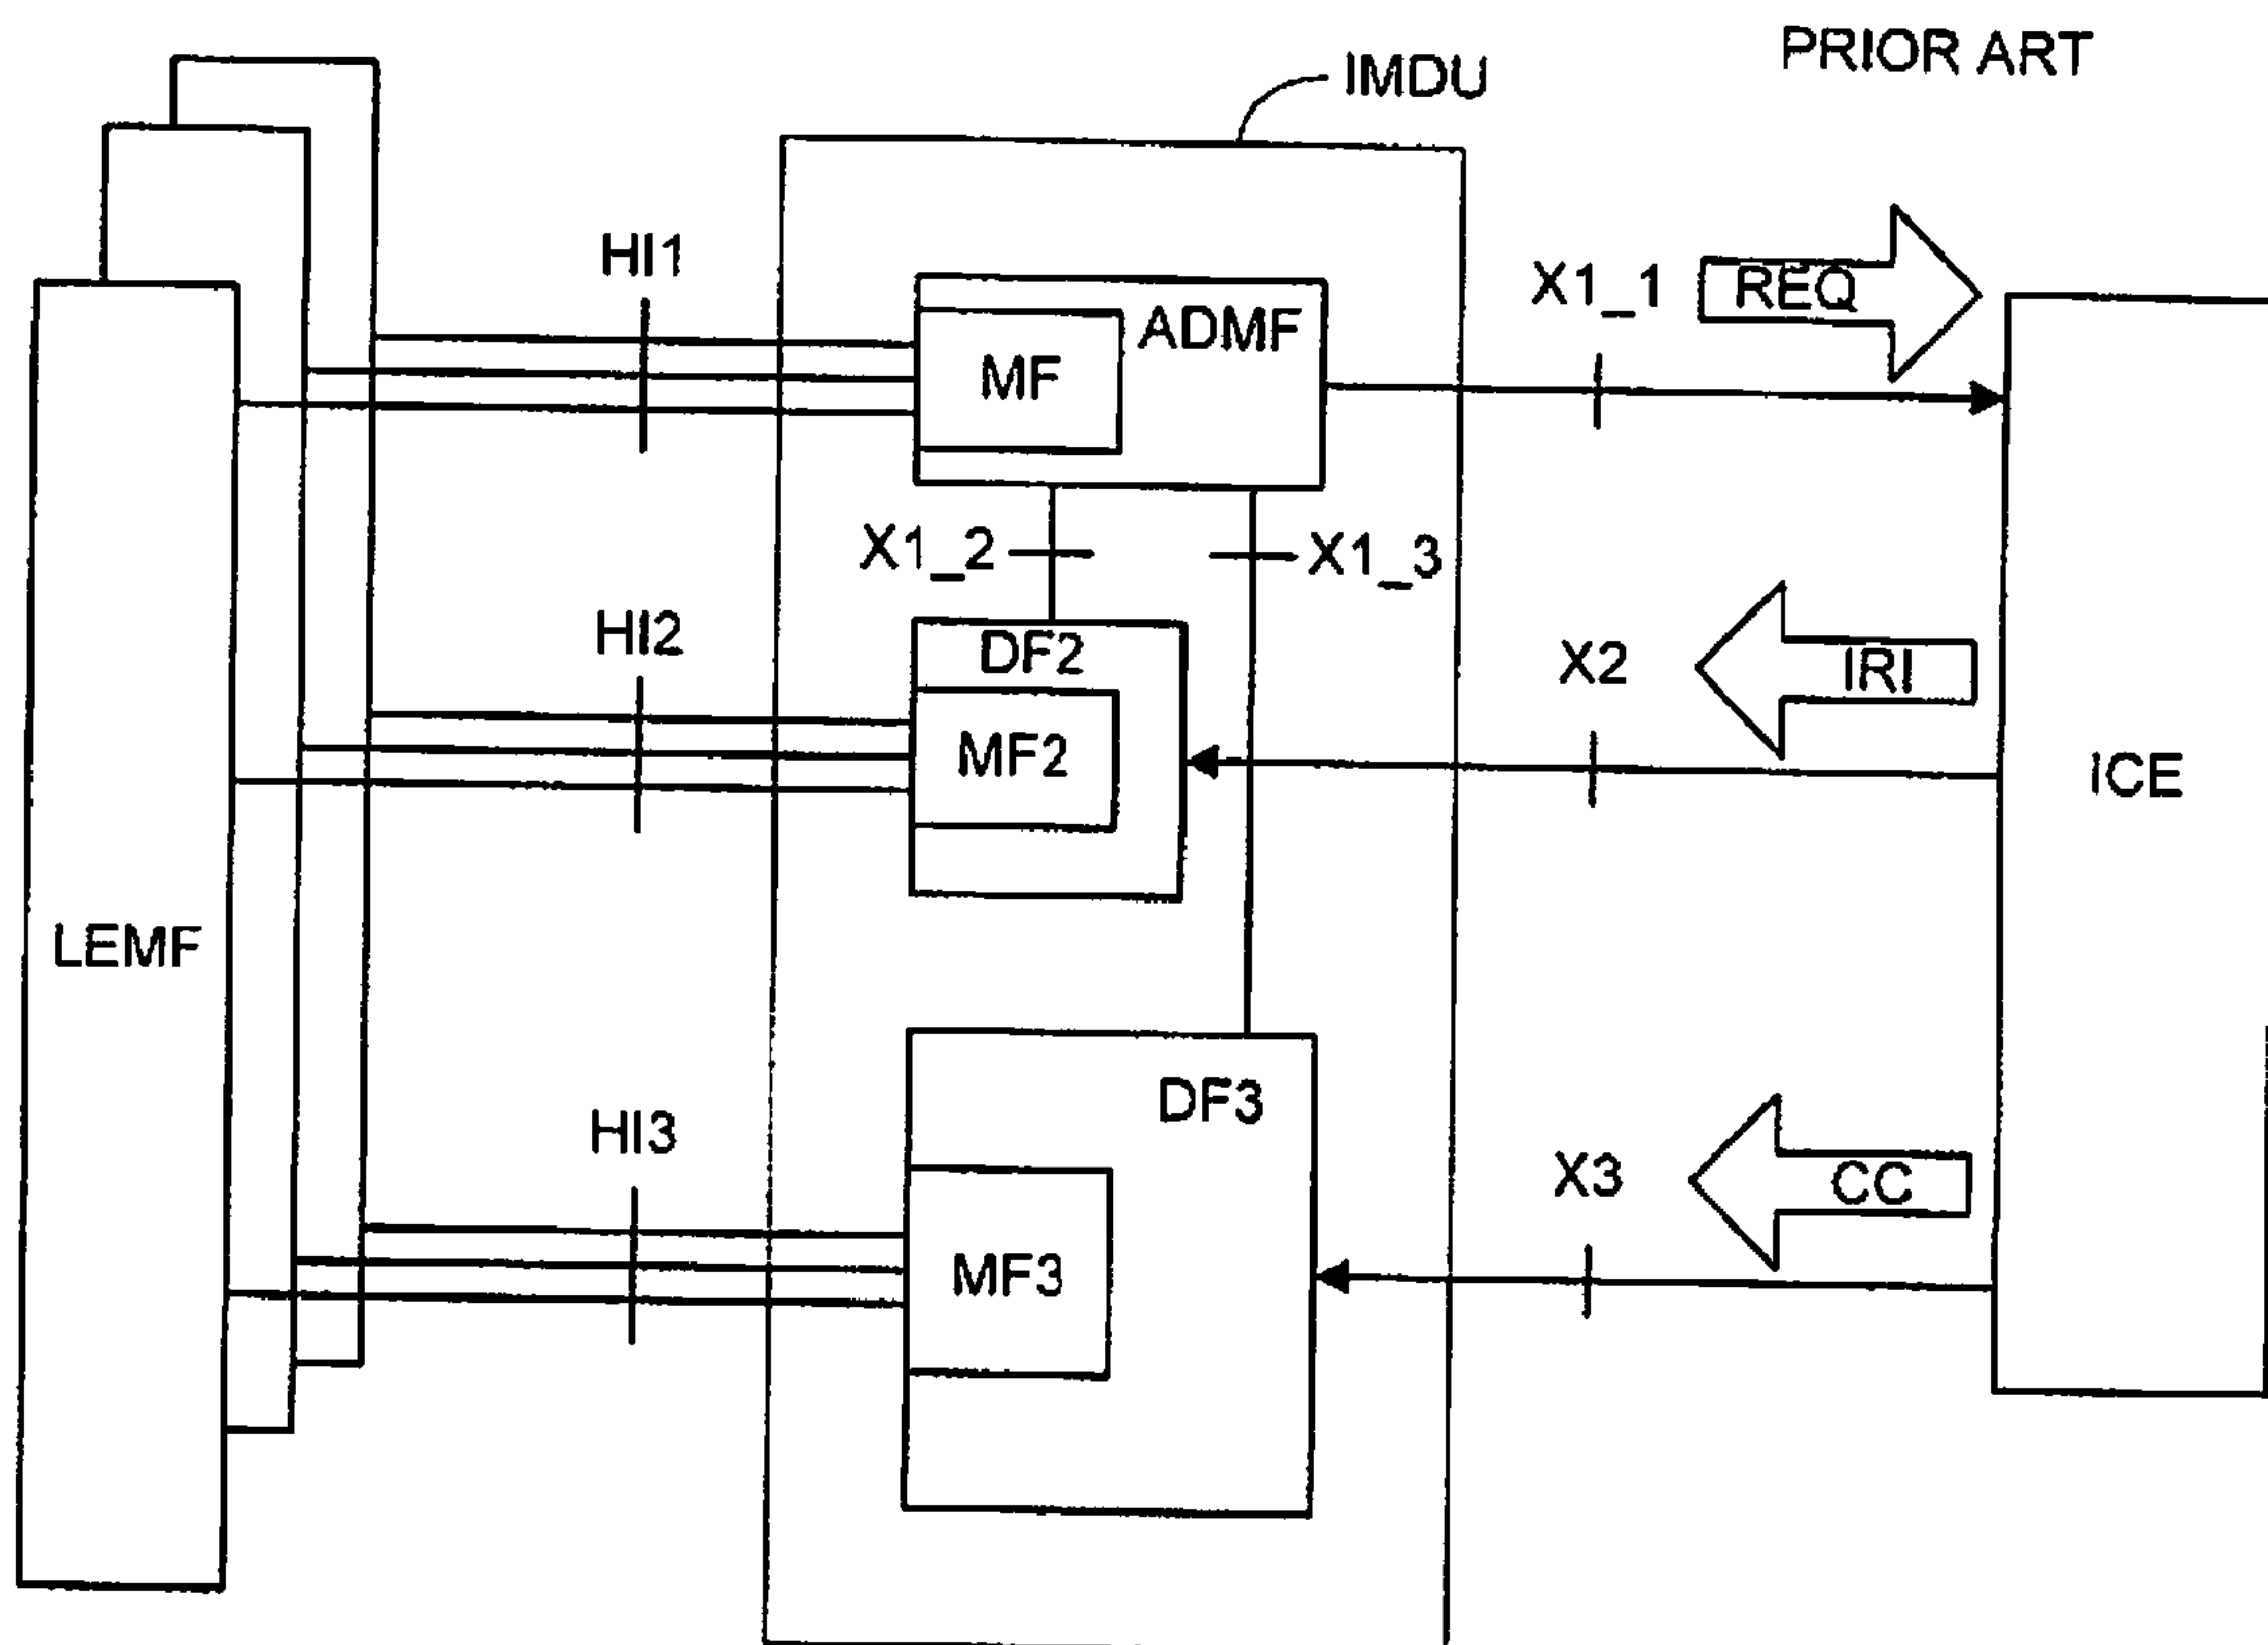 PRIOR ART
IMDU
HI1
ADMF
MF
X1_1
REQ
X1_2
X1_3
HI2
DF2
MF2
X2
IRI
ICE
LEMF
HI3
DF3
MF3
X3
CC